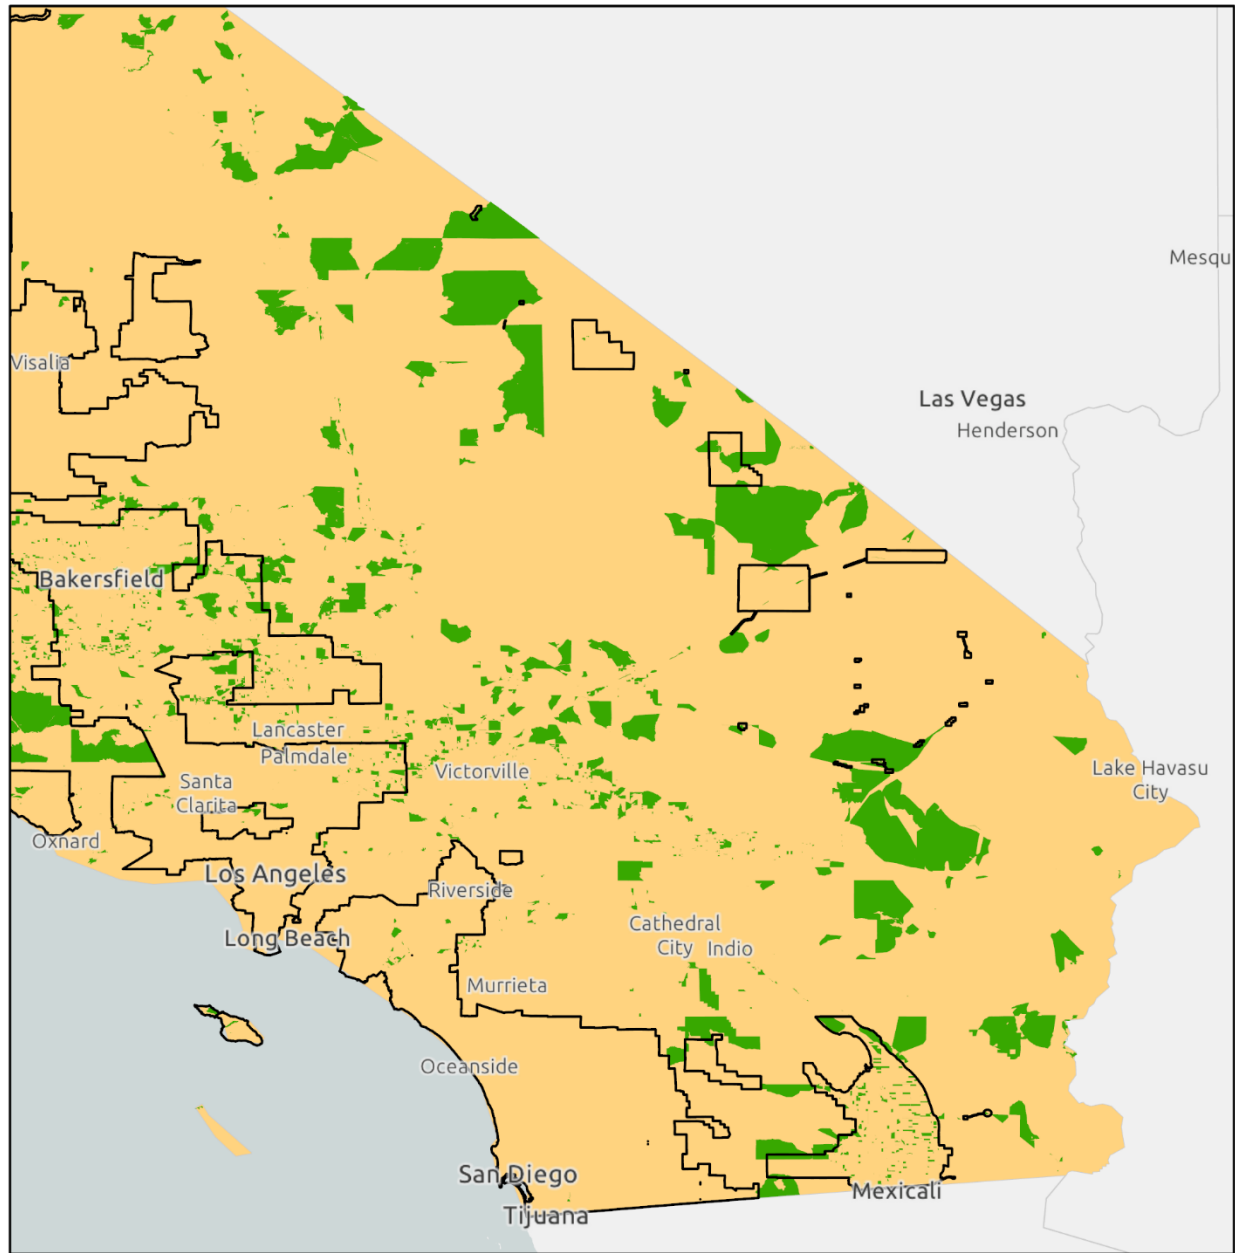 Mesqu
Visalia
Las Vegas
Henderson
Bakersfield
Lancaster
Palmdale
Victorville
Santa
Clarita
Lake Havasu
City
Oxnard
Los Angeles
Riverside
Cathedral
City
Indio
Long Beach
Murrieta
Oceanside
San Diego
Mexicali
Tijuana